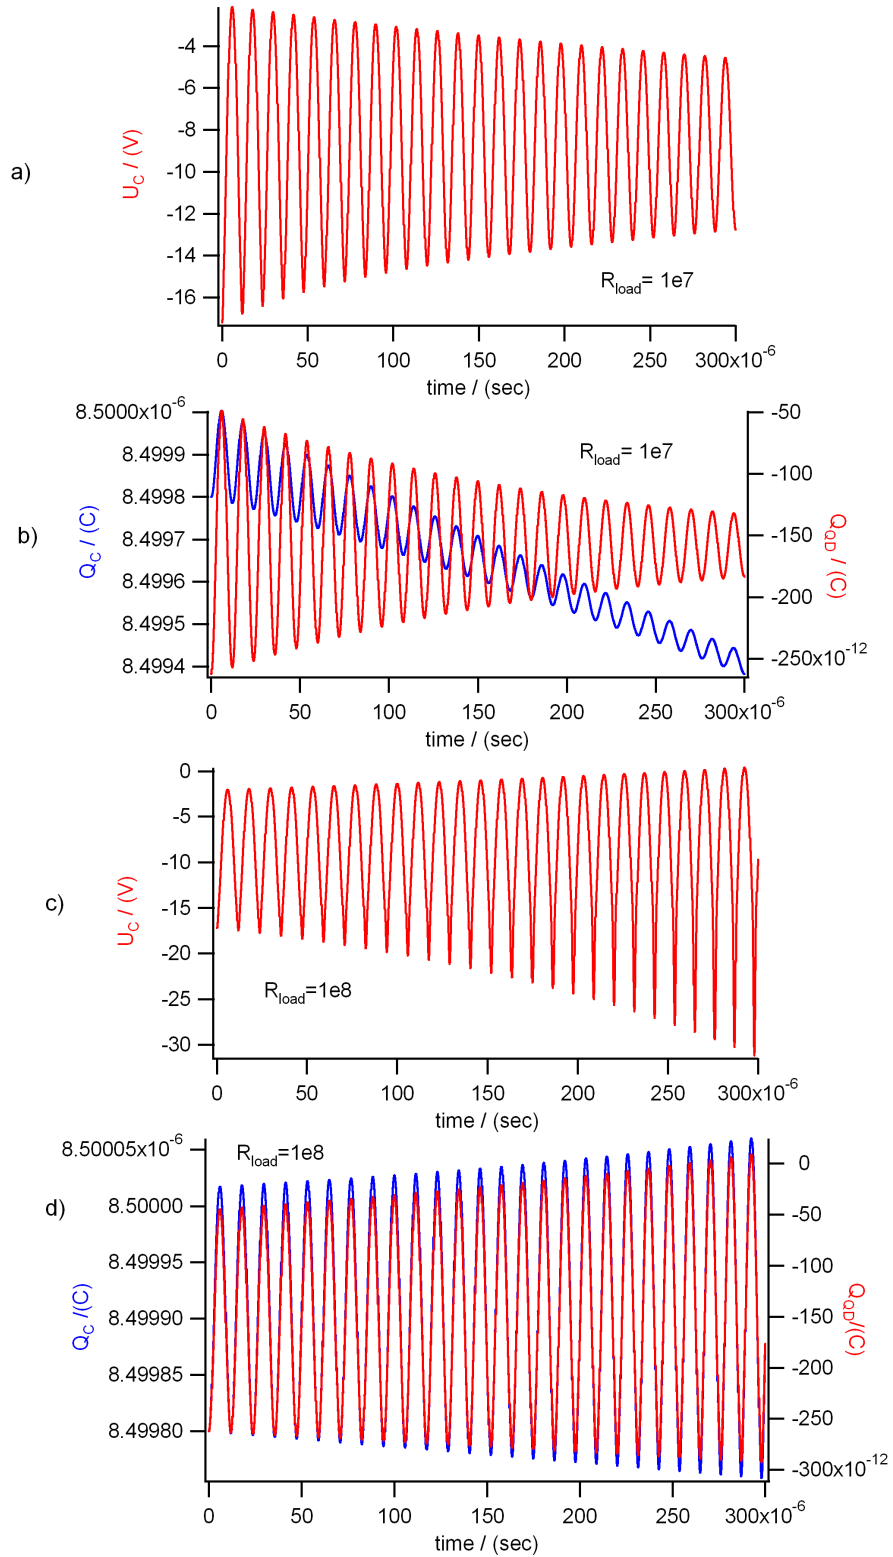 a)
U_C / (V)
-4
-6
-8
-10
-12
-14
-16
R_load= 1e7
0 50 100 150 200 250 300x10^-6
time / (sec)
b)
Q_C / (C)
8.5000x10^-6
8.4999
8.4998
8.4997
8.4996
8.4995
8.4994
R_load= 1e7
-50
-100
-150
-200
-250x10^-12
Q_QD / (C)
0 50 100 150 200 250 300x10^-6
time / (sec)
c)
U_C / (V)
0
-5
-10
-15
-20
-25
-30
R_load=1e8
0 50 100 150 200 250 300x10^-6
time / (sec)
d)
Q_C /(C)
8.50005x10^-6
8.50000
8.49995
8.49990
8.49985
8.49980
R_load=1e8
0
-50
-100
-150
-200
-250
-300x10^-12
Q_QD/(C)
0 50 100 150 200 250 300x10^-6
time / (sec)